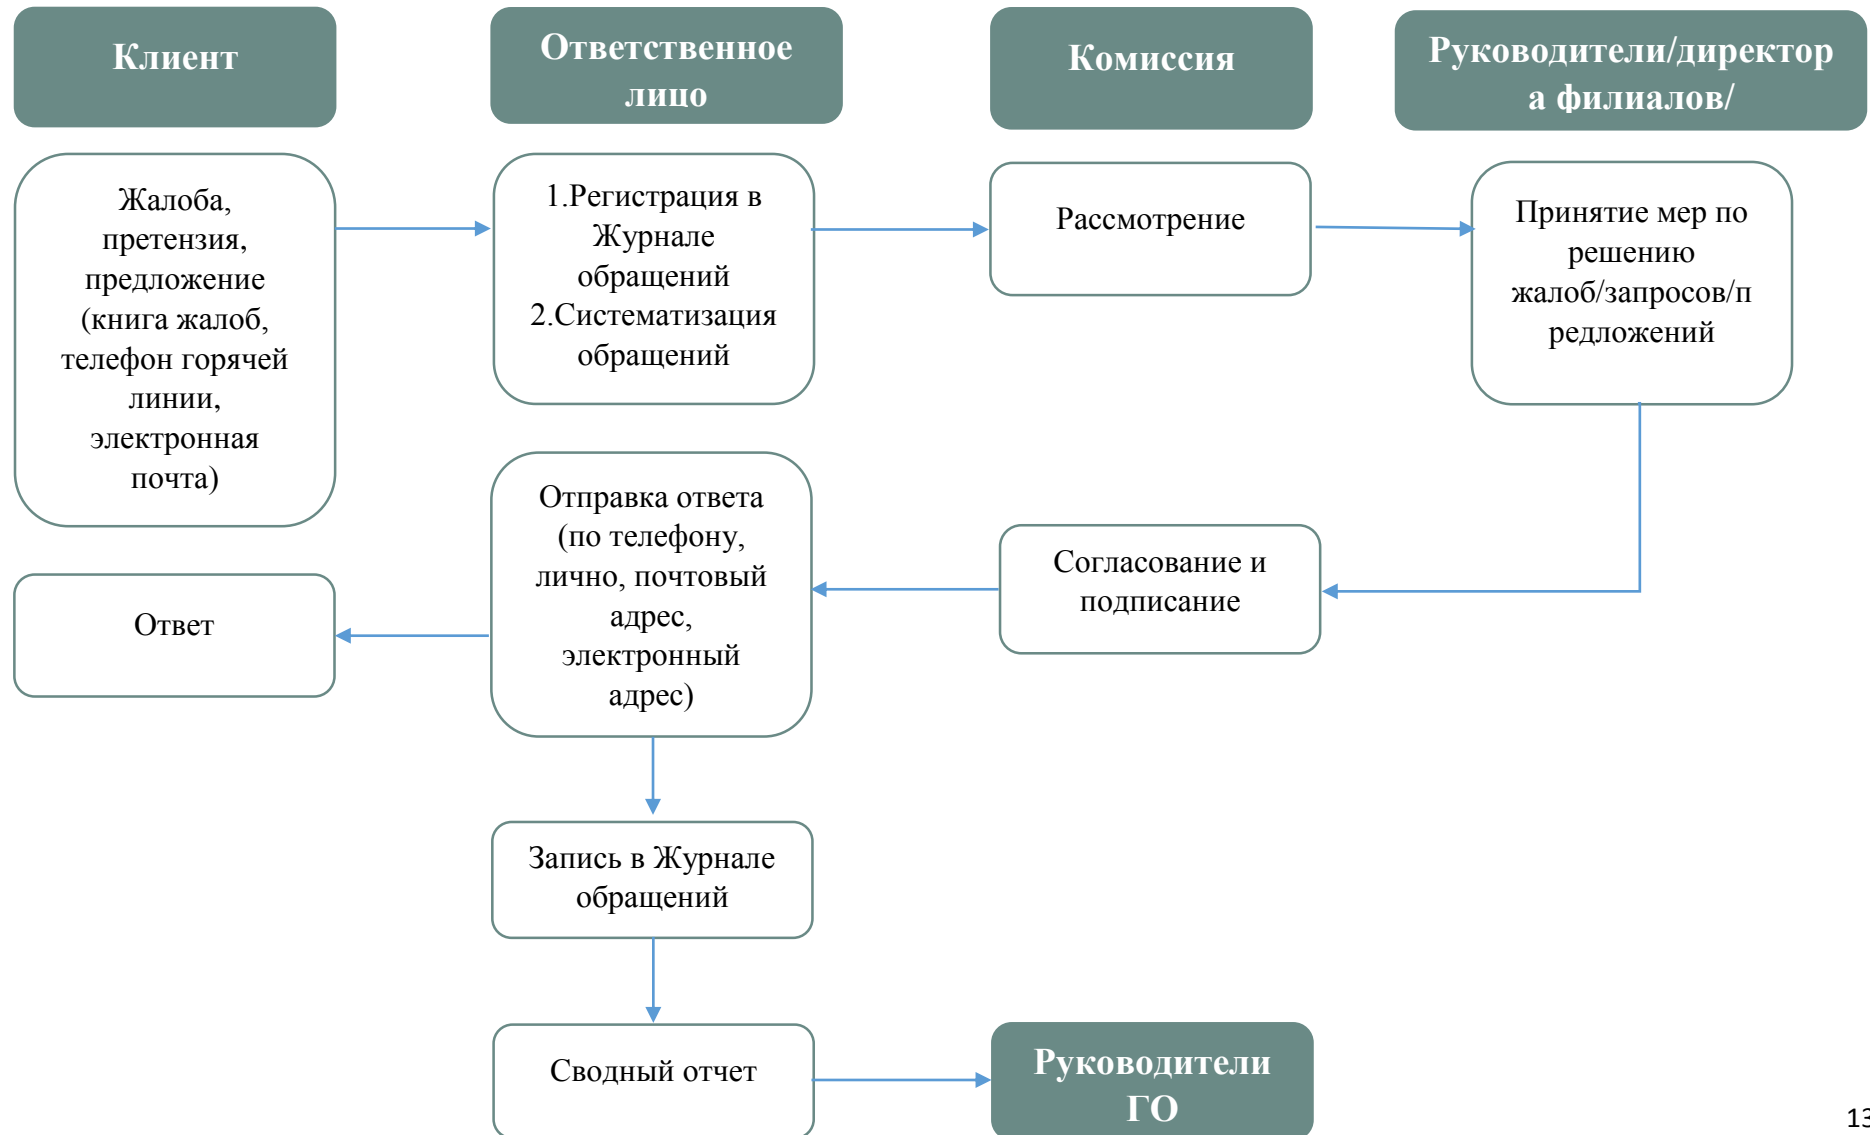 Клиент
Ответственное
лицо
Комиссия
Руководители/директор
а филиалов/
Жалоба,
претензия,
предложение
(книга жалоб,
телефон горячей
линии,
электронная
почта)
1.Регистрация в
Журнале
обращений
2.Систематизация
обращений
Рассмотрение
Принятие мер по
решению
жалоб/запросов/п
редложений
Отправка ответа
(по телефону,
лично, почтовый
адрес,
электронный
адрес)
Согласование и
подписание
Ответ
Запись в Журнале
обращений
Сводный отчет
Руководители
ГО
13